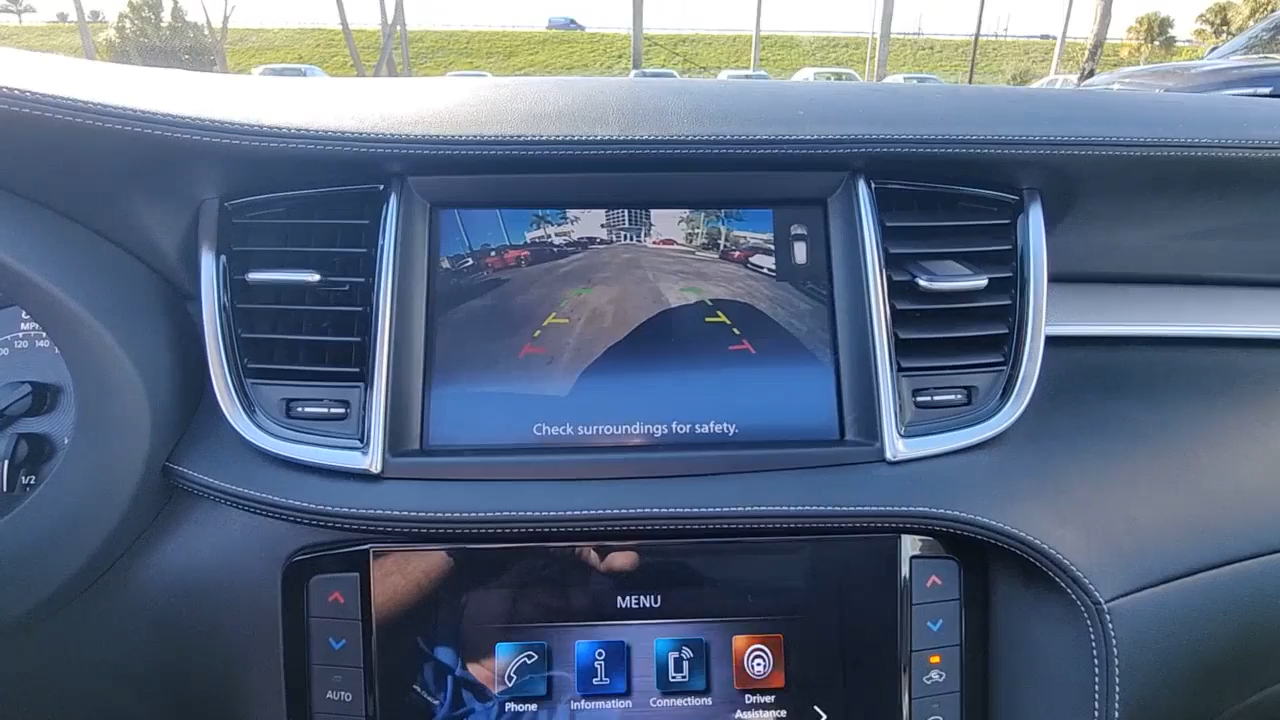 MPH
120 140
1/2
Check surroundings for safety.
MENU
AUTO
Phone
Information
Connections
Driver
Assistance